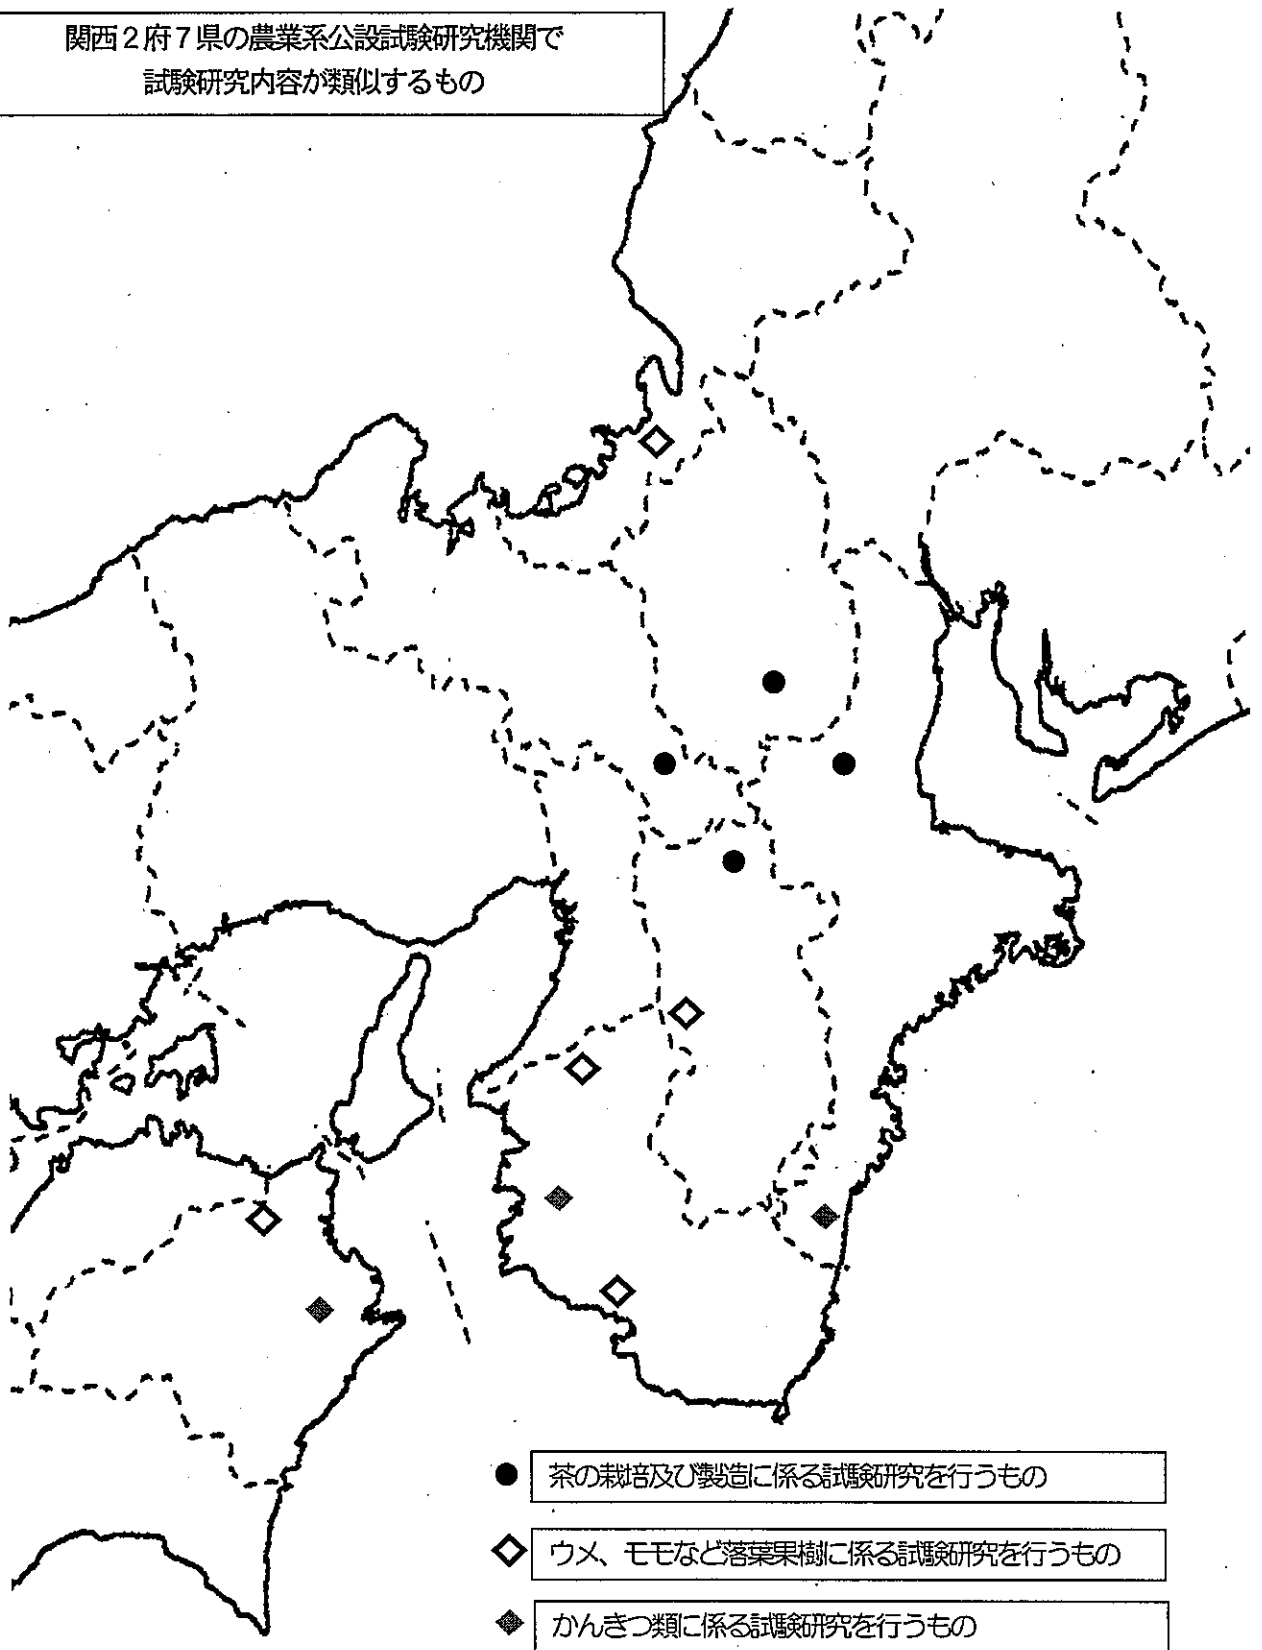 関西２府７県の農業系公設試験研究機関で
試験研究内容が類似するもの
茶の栽培及び製造に係る試験研究を行うもの
ウメ、モモなど落葉果樹に係る試験研究を行うもの
かんきつ類に係る試験研究を行うもの